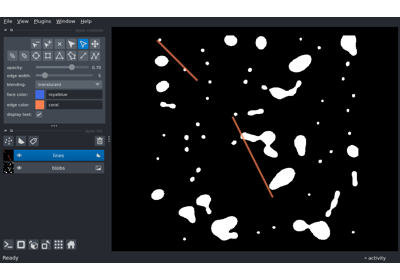 File View Plugins Window Help
opacity: 0.70
edge width: 5
blending: translucent
face color: royalblue
edge color: coral
display text:
lines
blobs
Ready
activity